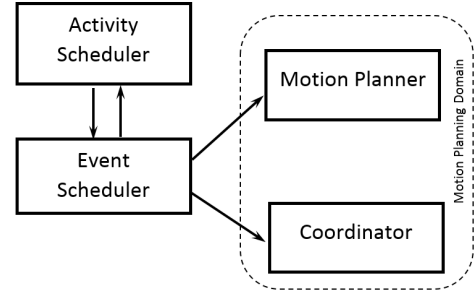 Activity
Scheduler
Event
Scheduler
Motion Planner
Coordinator
Motion Planning Domain